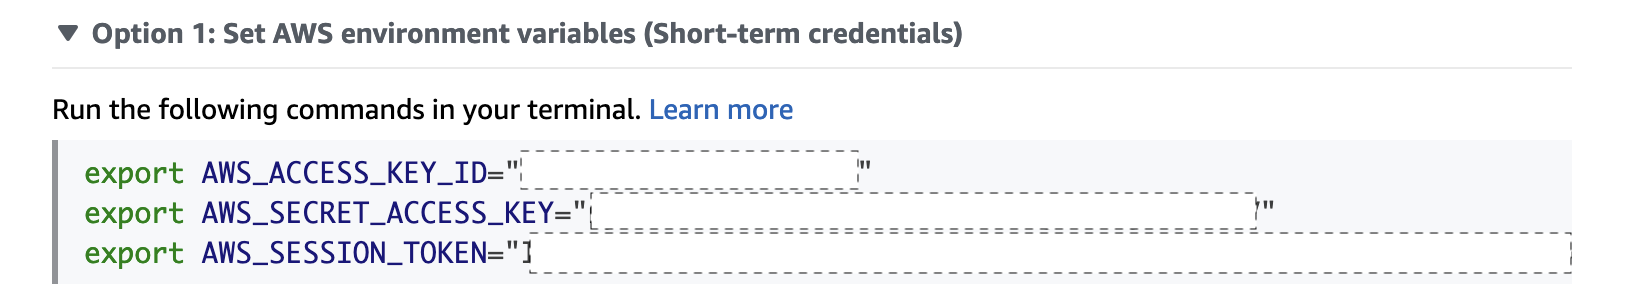 Option 1: Set AWS environment variables (Short-term credentials)
Run the following commands in your terminal. Learn more
export AWS_ACCESS_KEY_ID=""
export AWS_SECRET_ACCESS_KEY=""
export AWS_SESSION_TOKEN="